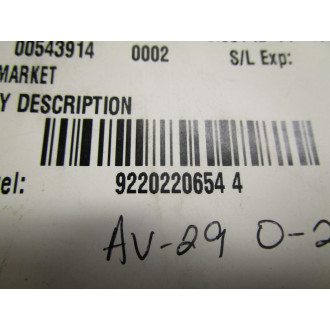 00543914 0002 S/L Exp:
MARKET
Y DESCRIPTION
el: 9220220654 4
AV-29 O-2